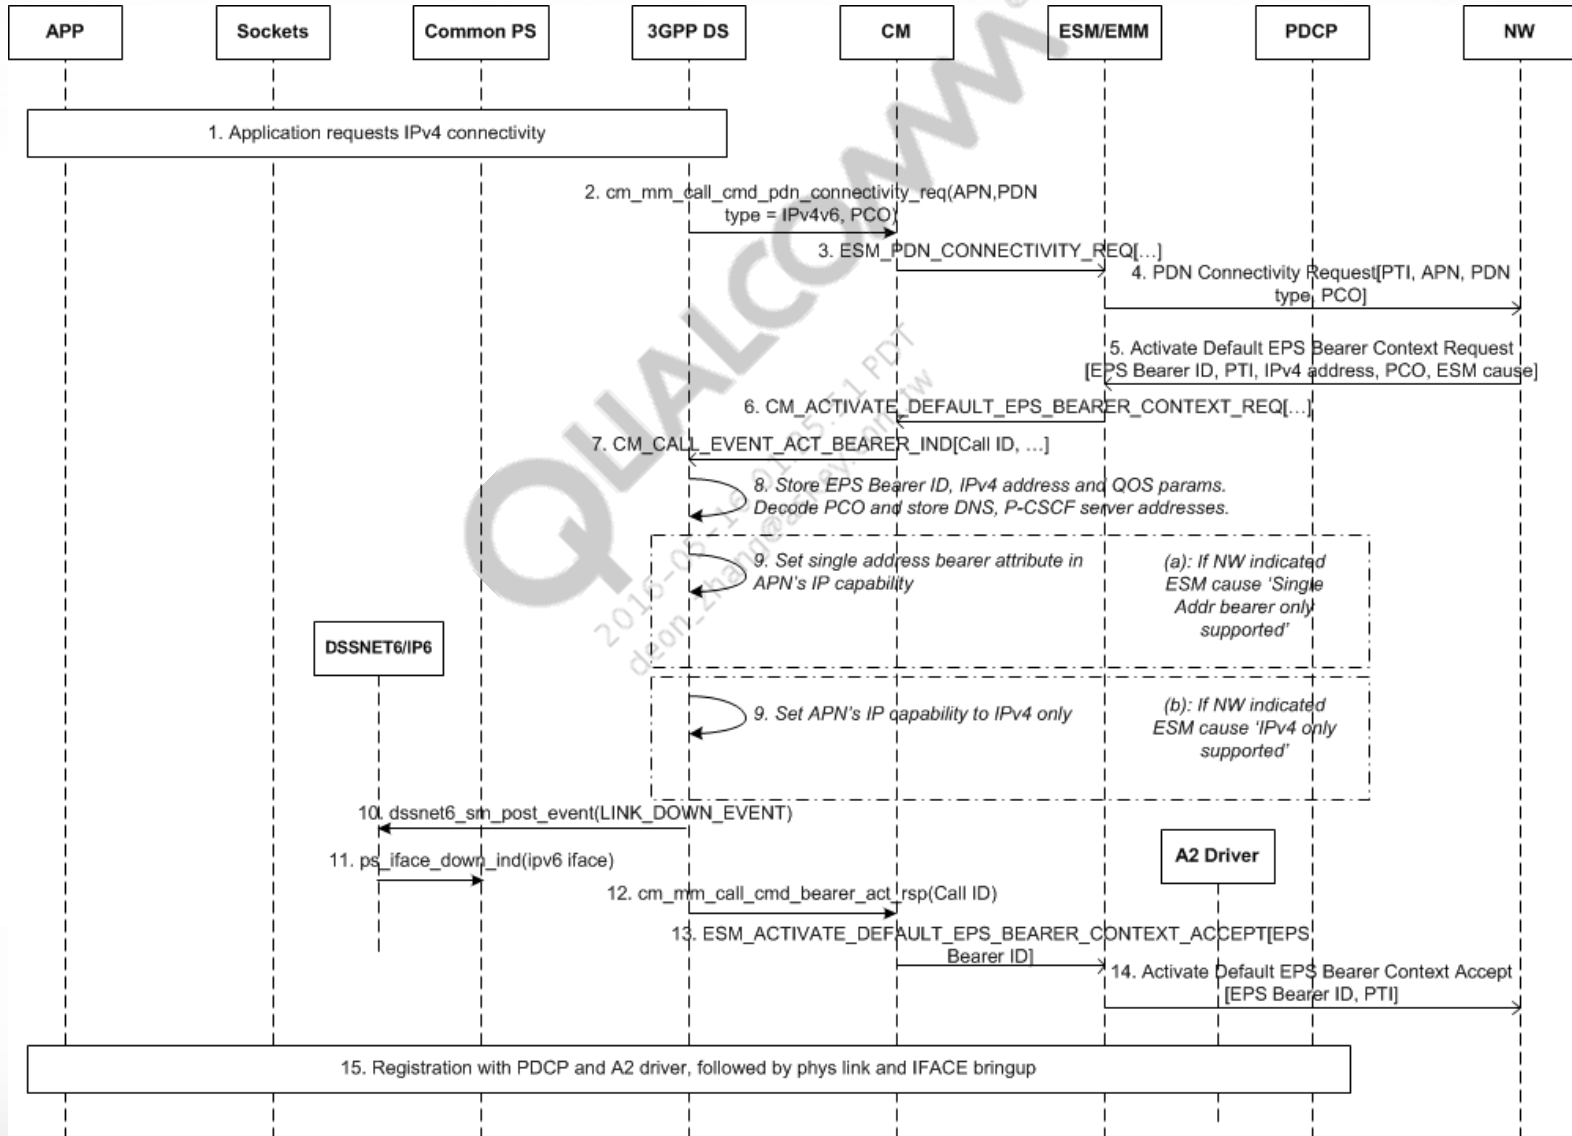 APP
Sockets
Common PS
3GPP DS
CM
ESM/EMM
PDCP
NW
1. Application requests IPv4 connectivity
2. cm_mm_call_cmd_pdn_connectivity_req(APN,PDN
type = IPv4v6, PCO)
3. ESM_PDN_CONNECTIVITY_REQ[...]
4. PDN Connectivity Request[PTI, APN, PDN
type, PCO]
5. Activate Default EPS Bearer Context Request
[EPS Bearer ID, PTI, IPv4 address, PCO, ESM cause]
6. CM_ACTIVATE_DEFAULT_EPS_BEARER_CONTEXT_REQ[...]
7. CM_CALL_EVENT_ACT_BEARER_IND[Call ID, ...]
8. Store EPS Bearer ID, IPv4 address and QOS params.
Decode PCO and store DNS, P-CSCF server addresses.
9. Set single address bearer attribute in
APN's IP capability
(a): If NW indicated
ESM cause 'Single
Addr bearer only
supported'
DSSNET6/IP6
9. Set APN's IP capability to IPv4 only
(b): If NW indicated
ESM cause 'IPv4 only
supported'
10. dssnet6_sm_post_event(LINK_DOWN_EVENT)
11. ps_iface_down_ind(ipv6 iface)
A2 Driver
12. cm_mm_call_cmd_bearer_act_rsp(Call ID)
13. ESM_ACTIVATE_DEFAULT_EPS_BEARER_CONTEXT_ACCEPT[EPS
Bearer ID]
14. Activate Default EPS Bearer Context Accept
[EPS Bearer ID, PTI]
15. Registration with PDCP and A2 driver, followed by phys link and IFACE bringup
QUALCOMM
2016-05-16 01:25:51 PDT